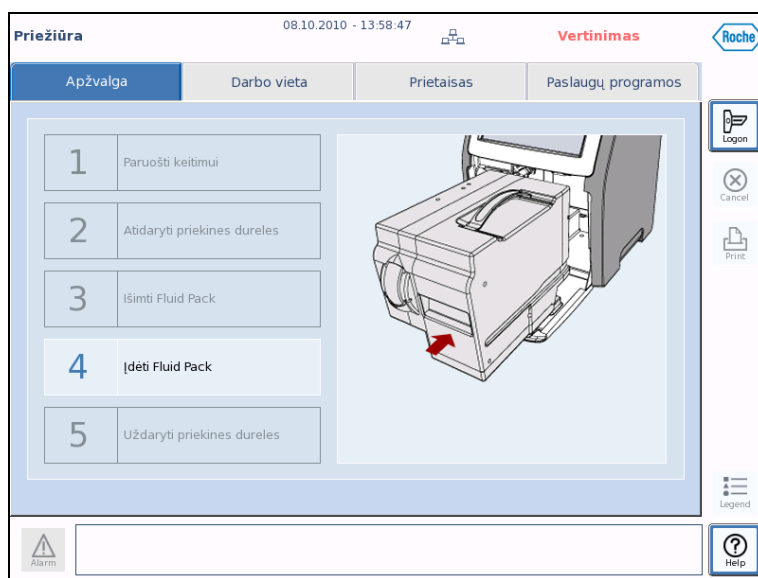 Priežiūra
08.10.2010 - 13:58:47
Vertinimas
Roche
Apžvalga
Darbo vieta
Prietaisas
Paslaugų programos
Logon
1 Paruošti keitimui
Cancel
2 Atidaryti priekines dureles
Print
3 Išimti Fluid Pack
4 Įdėti Fluid Pack
5 Uždaryti priekines dureles
Legend
Alarm
Help